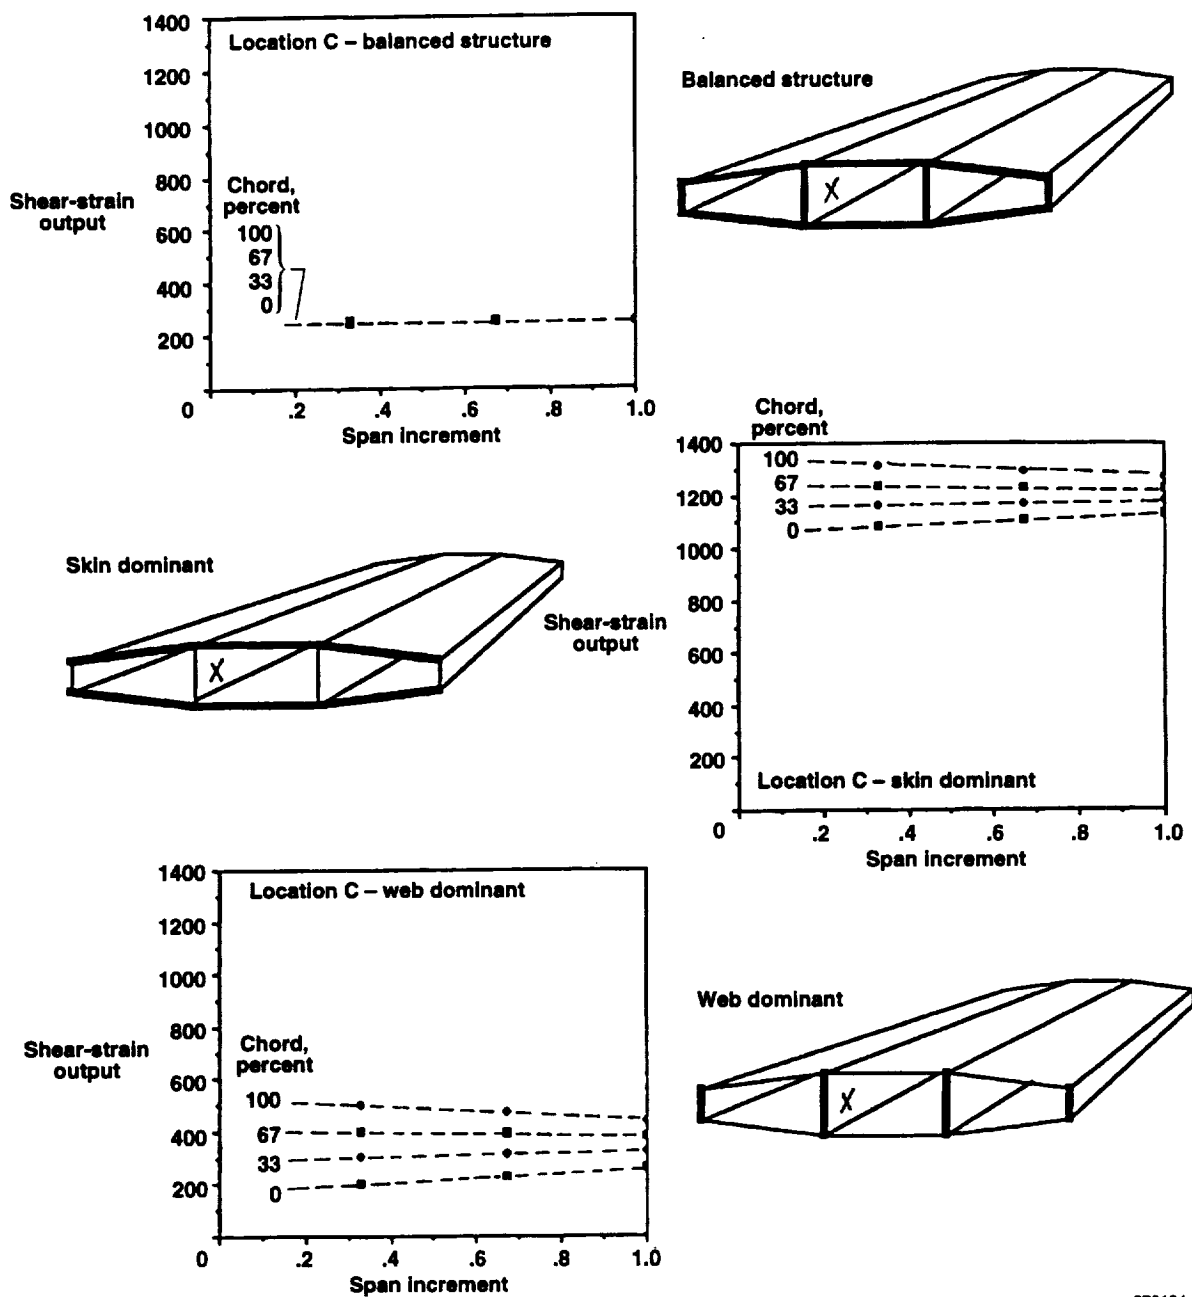 Location C – balanced structure
1400
1200
1000
800
600
400
200
0
Shear-strain
output
Chord,
percent
100
67
33
0
.2
.4
.6
.8
1.0
Span increment
Balanced structure
X
Skin dominant
X
Chord,
percent
1400
1200
1000
800
600
400
200
0
100
67
33
0
Shear-strain
output
Location C – skin dominant
.2
.4
.6
.8
1.0
Span increment
Location C – web dominant
1400
1200
1000
800
600
400
200
0
Shear-strain
output
Chord,
percent
100
67
33
0
.2
.4
.6
.8
1.0
Span increment
Web dominant
X